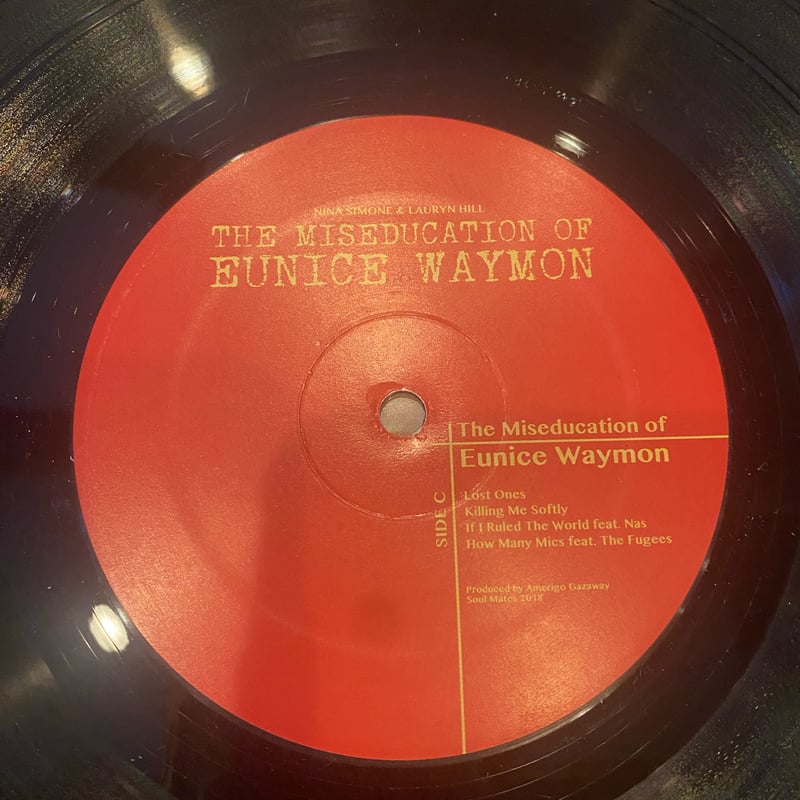 NINA SIMONE & LAURYN HILL
THE MISEDUCATION OF
EUNICE WAYMON
The Miseducation of
Eunice Waymon
SIDE C
Lost Ones
Killing Me Softly
If I Ruled The World feat. Nas
How Many Mics feat. The Fugees
Produced by Amerigo Gazaway
Soul Mates 2018